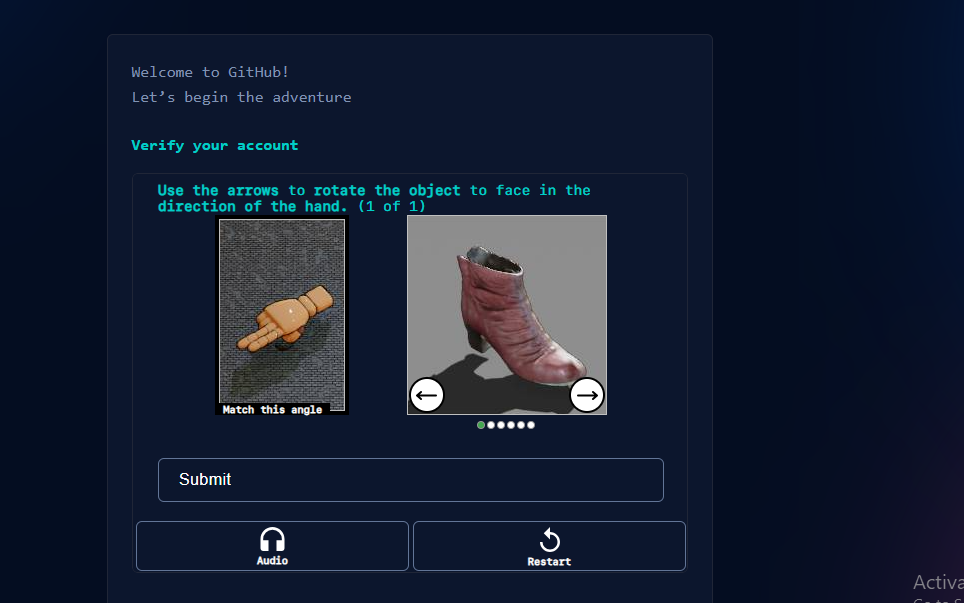 Welcome to GitHub!
Let’s begin the adventure
Verify your account
Use the arrows to rotate the object to face in the
direction of the hand. (1 of 1)
Match this angle
Submit
Audio
Restart
Activa